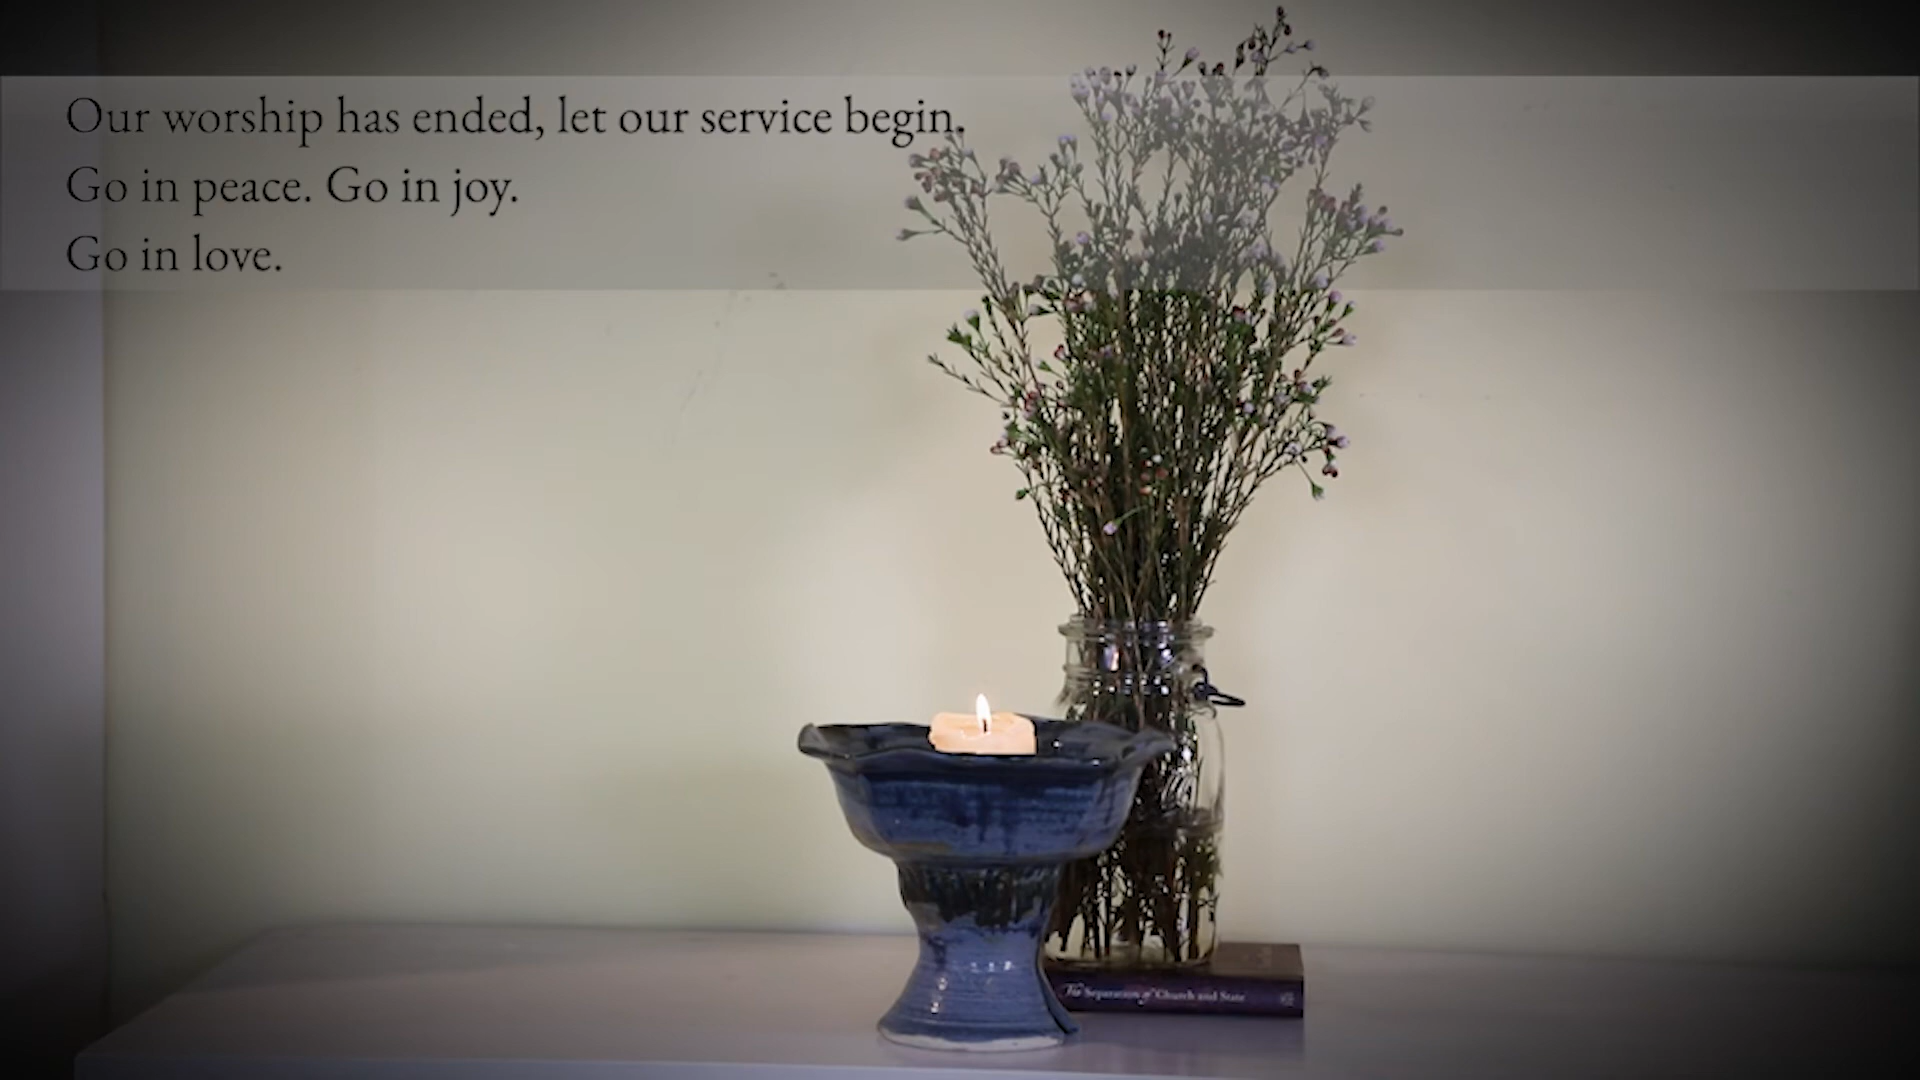 Our worship has ended, let our service begin.
Go in peace. Go in joy.
Go in love.
The Separation of Church and State